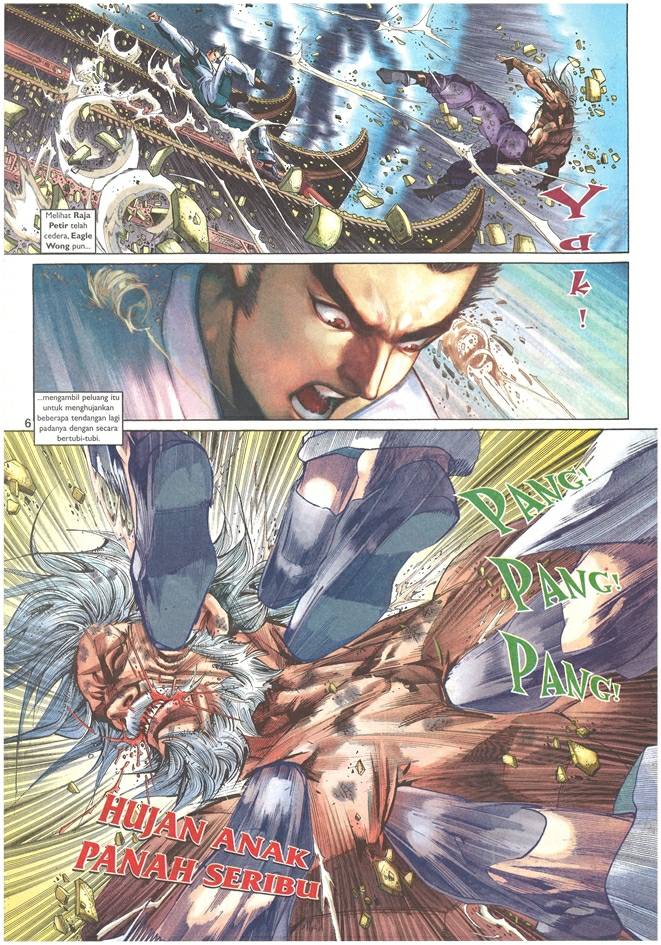 Melihat Raja
Petir telah
cedera, Eagle
Wong pun...
Yak!
...mengambil peluang itu
untuk menghujankan
beberapa tendangan lagi
padanya dengan secara
bertubi-tubi.
6
PANG!
PANG!
PANG!
HUJAN ANAK
PANAH SERIBU